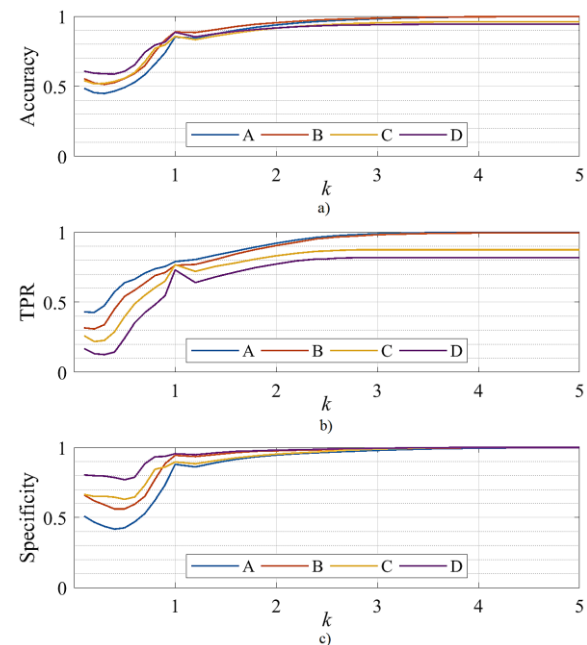 1
0.5
0
Accuracy
A B C D
1 2 3 4 5
k
a)
1
0.5
0
TPR
A B C D
1 2 3 4 5
k
b)
1
0.5
0
Specificity
A B C D
1 2 3 4 5
k
c)